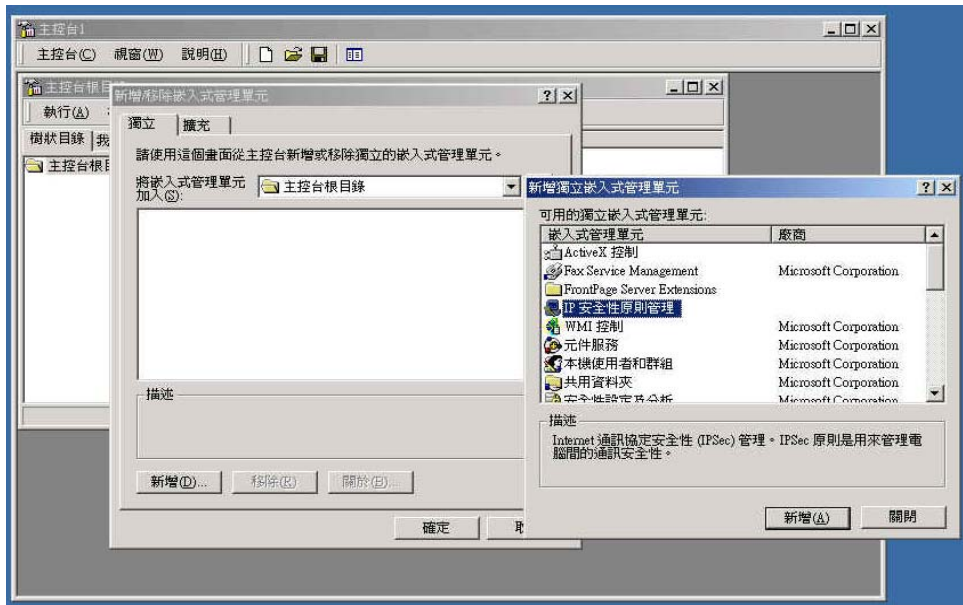 主控台1
主控台(C) 視窗(W) 說明(H)
主控台根目
執行(A)
樹狀目錄 我
主控台根目
新增/移除嵌入式管理單元
獨立 擴充
請使用這個畫面從主控台新增或移除獨立的嵌入式管理單元。
將嵌入式管理單元加入(S): 主控台根目錄
描述
新增(D)... 移除(R) 關於(B)...
確定
新增獨立嵌入式管理單元
可用的獨立嵌入式管理單元:
嵌入式管理單元 廠商
ActiveX 控制
Fax Service Management Microsoft Corporation
FrontPage Server Extensions
IP 安全性原則管理
WMI 控制 Microsoft Corporation
元件服務 Microsoft Corporation
本機使用者和群組 Microsoft Corporation
共用資料夾 Microsoft Corporation
安全性設定及分析 Microsoft Corporation
描述
Internet 通訊協定安全性 (IPSec) 管理。IPSec 原則是用來管理電
腦間的通訊安全性。
新增(A) 關閉